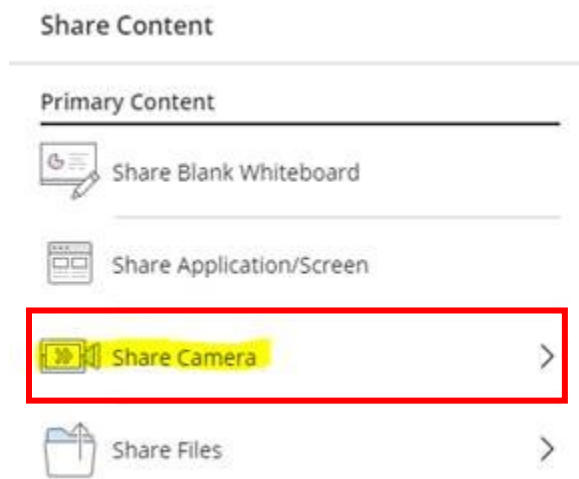 Share Content
Primary Content
Share Blank Whiteboard
Share Application/Screen
Share Camera
Share Files